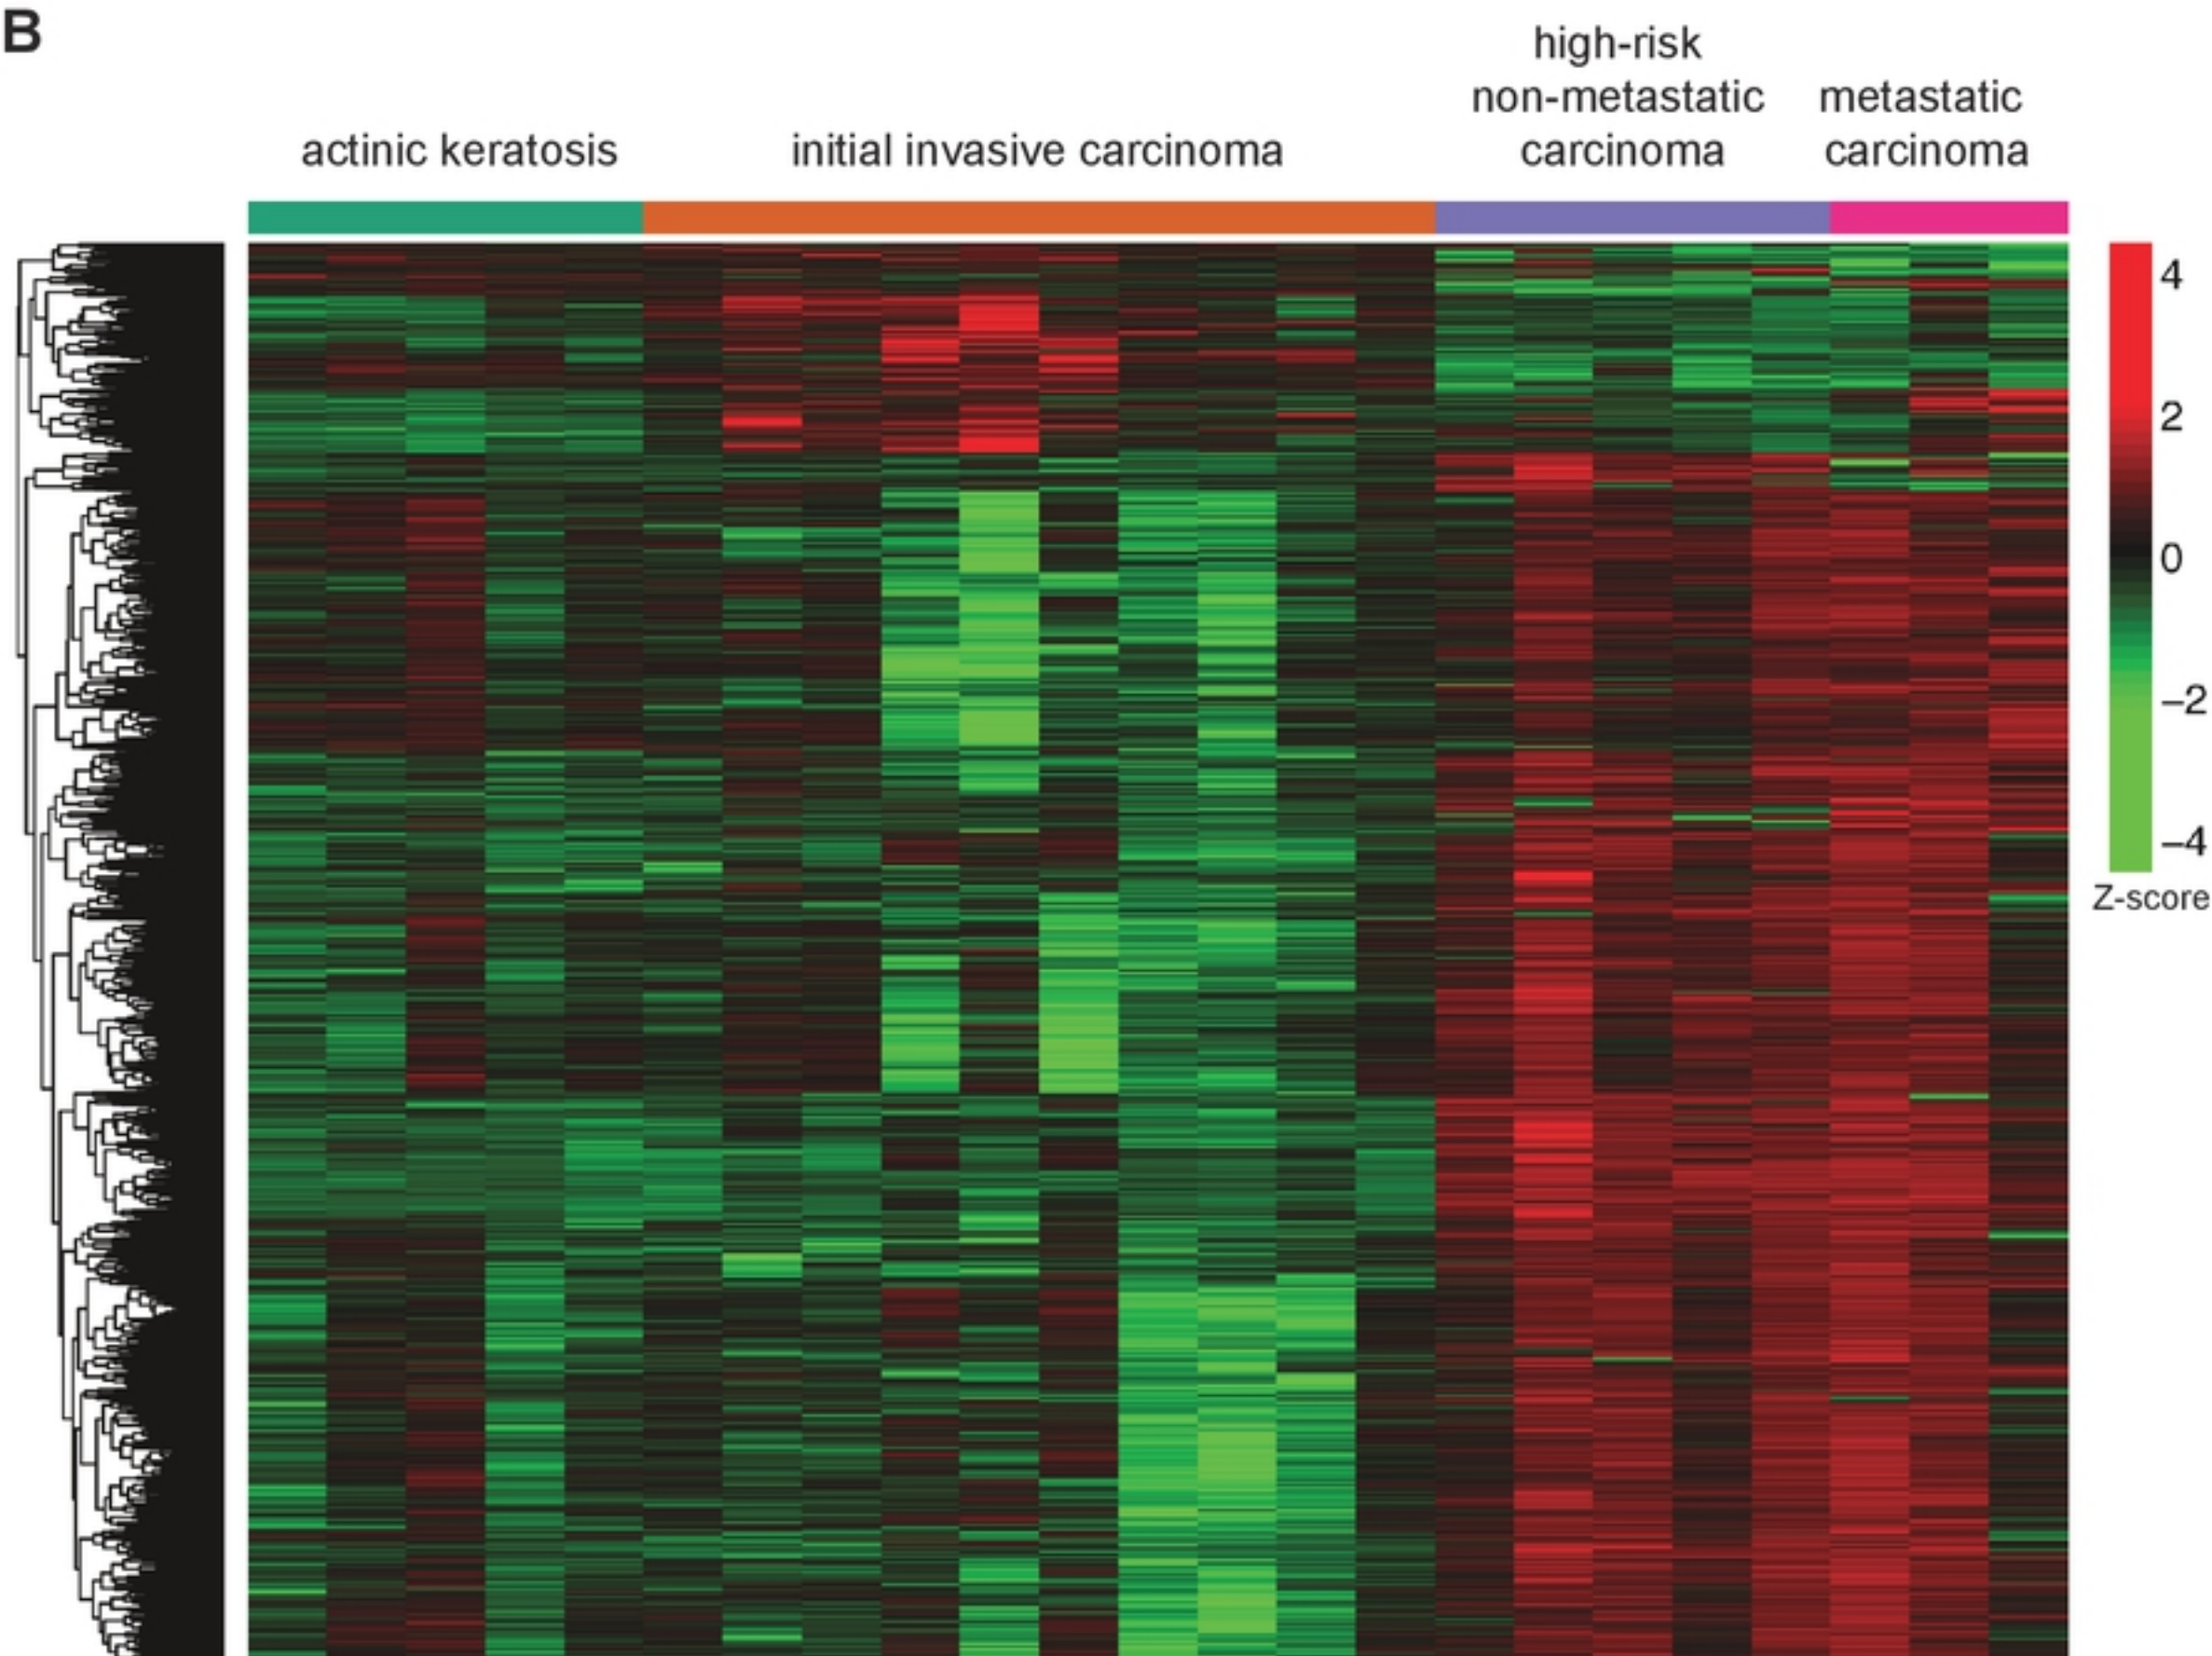 B
high-risk
non-metastatic
carcinoma
metastatic
carcinoma
actinic keratosis
initial invasive carcinoma
4
2
0
–2
–4
Z-score